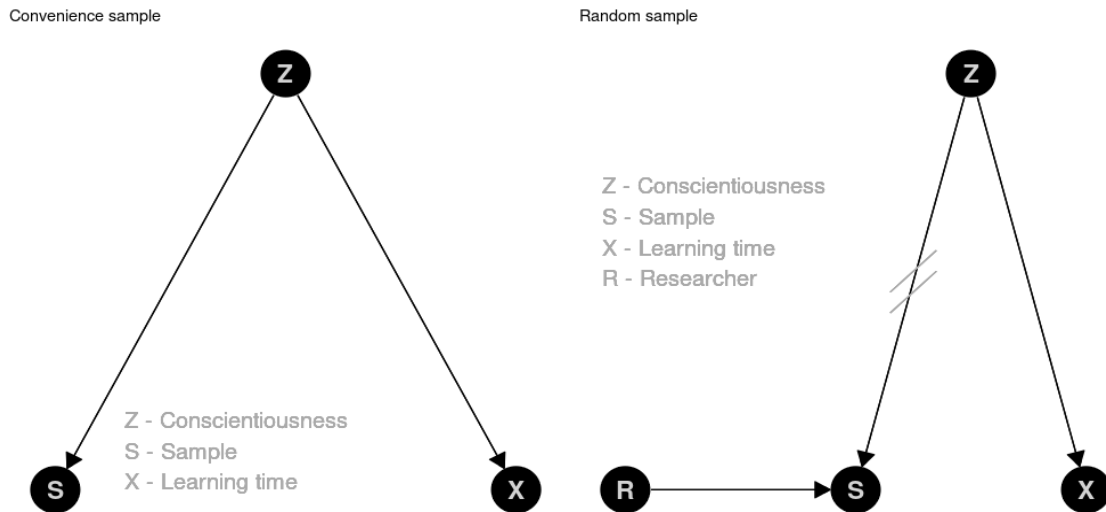 Convenience sample
Z
Z - Conscientiousness
S - Sample
X - Learning time
S
X
Random sample
Z
Z - Conscientiousness
S - Sample
X - Learning time
R - Researcher
R
S
X